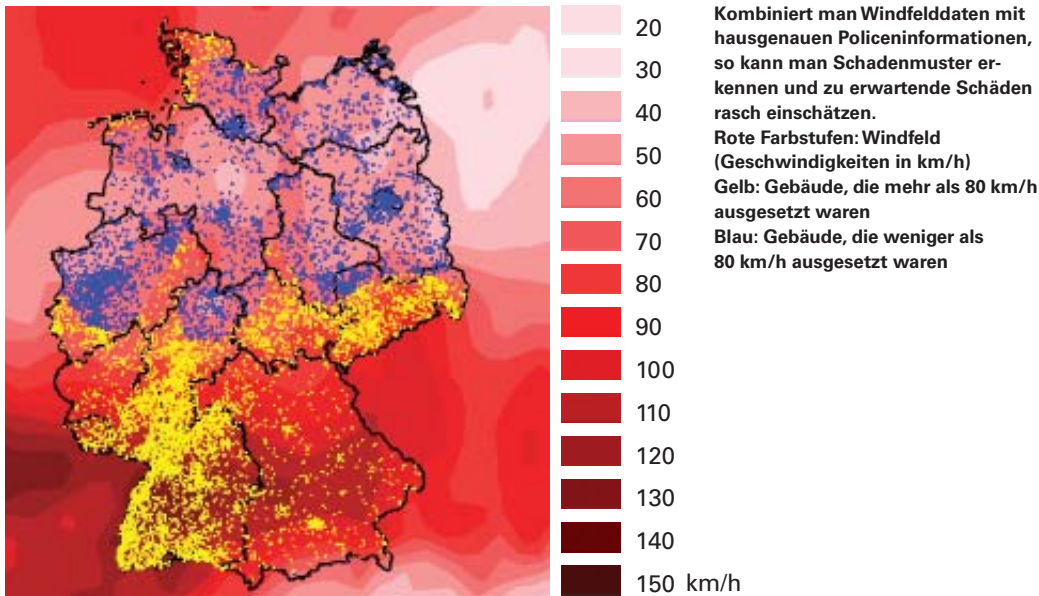 20
30
40
50
60
70
80
90
100
110
120
130
140
150 km/h
Kombiniert man Windfelddaten mit
hausgenauen Policeninformationen,
so kann man Schadenmuster er-
kennen und zu erwartende Schäden
rasch einschätzen.
Rote Farbstufen: Windfeld
(Geschwindigkeiten in km/h)
Gelb: Gebäude, die mehr als 80 km/h
ausgesetzt waren
Blau: Gebäude, die weniger als
80 km/h ausgesetzt waren